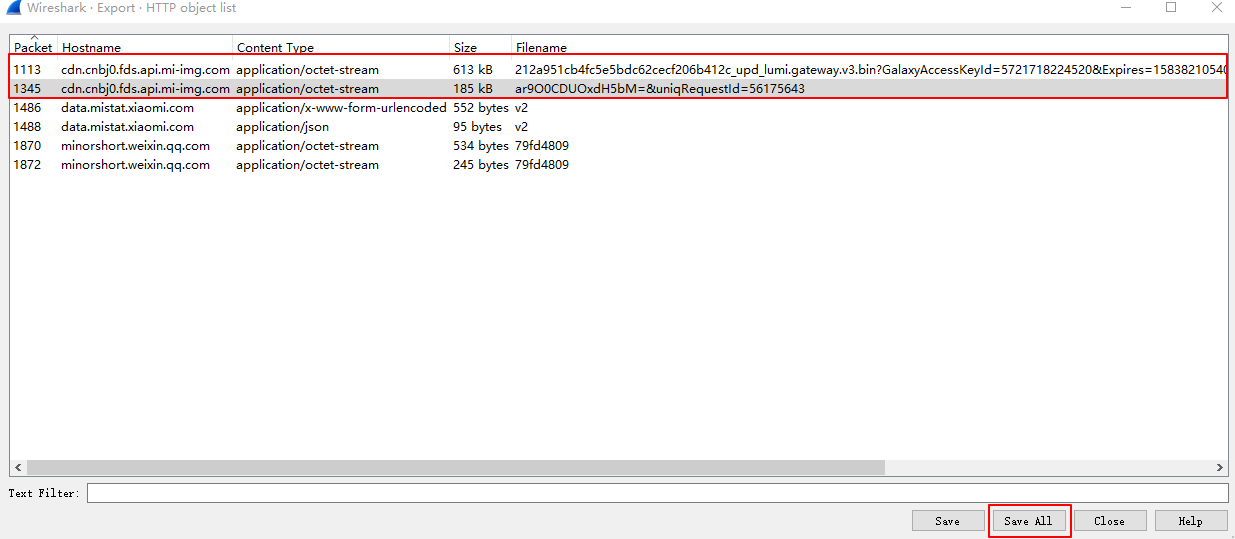 Wireshark · Export · HTTP object list
Packet Hostname Content Type Size Filename
1113 cdn.cnbj0.fds.api.mi-img.com application/octet-stream 613 kB 212a951cb4fc5e5bdc62cecf206b412c_upd_lumi.gateway.v3.bin?GalaxyAccessKeyId=5721718224520&Expires=15838210540
1345 cdn.cnbj0.fds.api.mi-img.com application/octet-stream 185 kB ar9O0CDUOxdH5bM=&uniqRequestId=56175643
1486 data.mistat.xiaomi.com application/x-www-form-urlencoded 552 bytes v2
1488 data.mistat.xiaomi.com application/json 95 bytes v2
1870 minorshort.weixin.qq.com application/octet-stream 534 bytes 79fd4809
1872 minorshort.weixin.qq.com application/octet-stream 245 bytes 79fd4809
Text Filter:
Save Save All Close Help